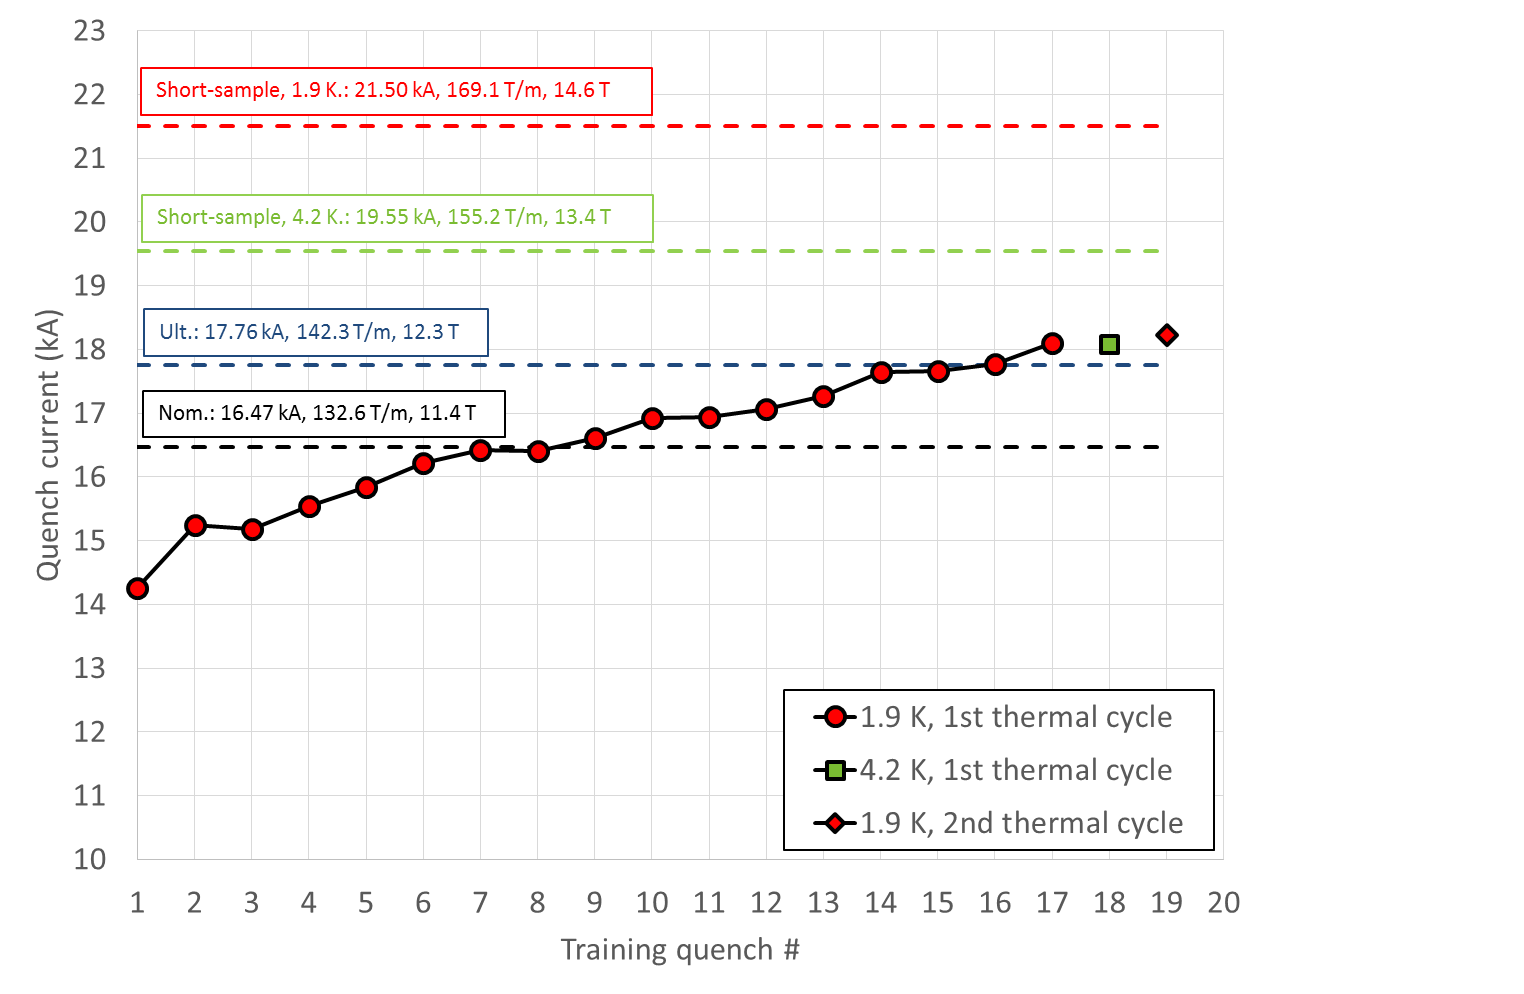 23
22
21
20
19
18
17
16
15
14
13
12
11
10
Quench current (kA)
Short-sample, 1.9 K.: 21.50 kA, 169.1 T/m, 14.6 T
Short-sample, 4.2 K.: 19.55 kA, 155.2 T/m, 13.4 T
Ult.: 17.76 kA, 142.3 T/m, 12.3 T
Nom.: 16.47 kA, 132.6 T/m, 11.4 T
1.9 K, 1st thermal cycle
4.2 K, 1st thermal cycle
1.9 K, 2nd thermal cycle
1 2 3 4 5 6 7 8 9 10 11 12 13 14 15 16 17 18 19 20
Training quench #